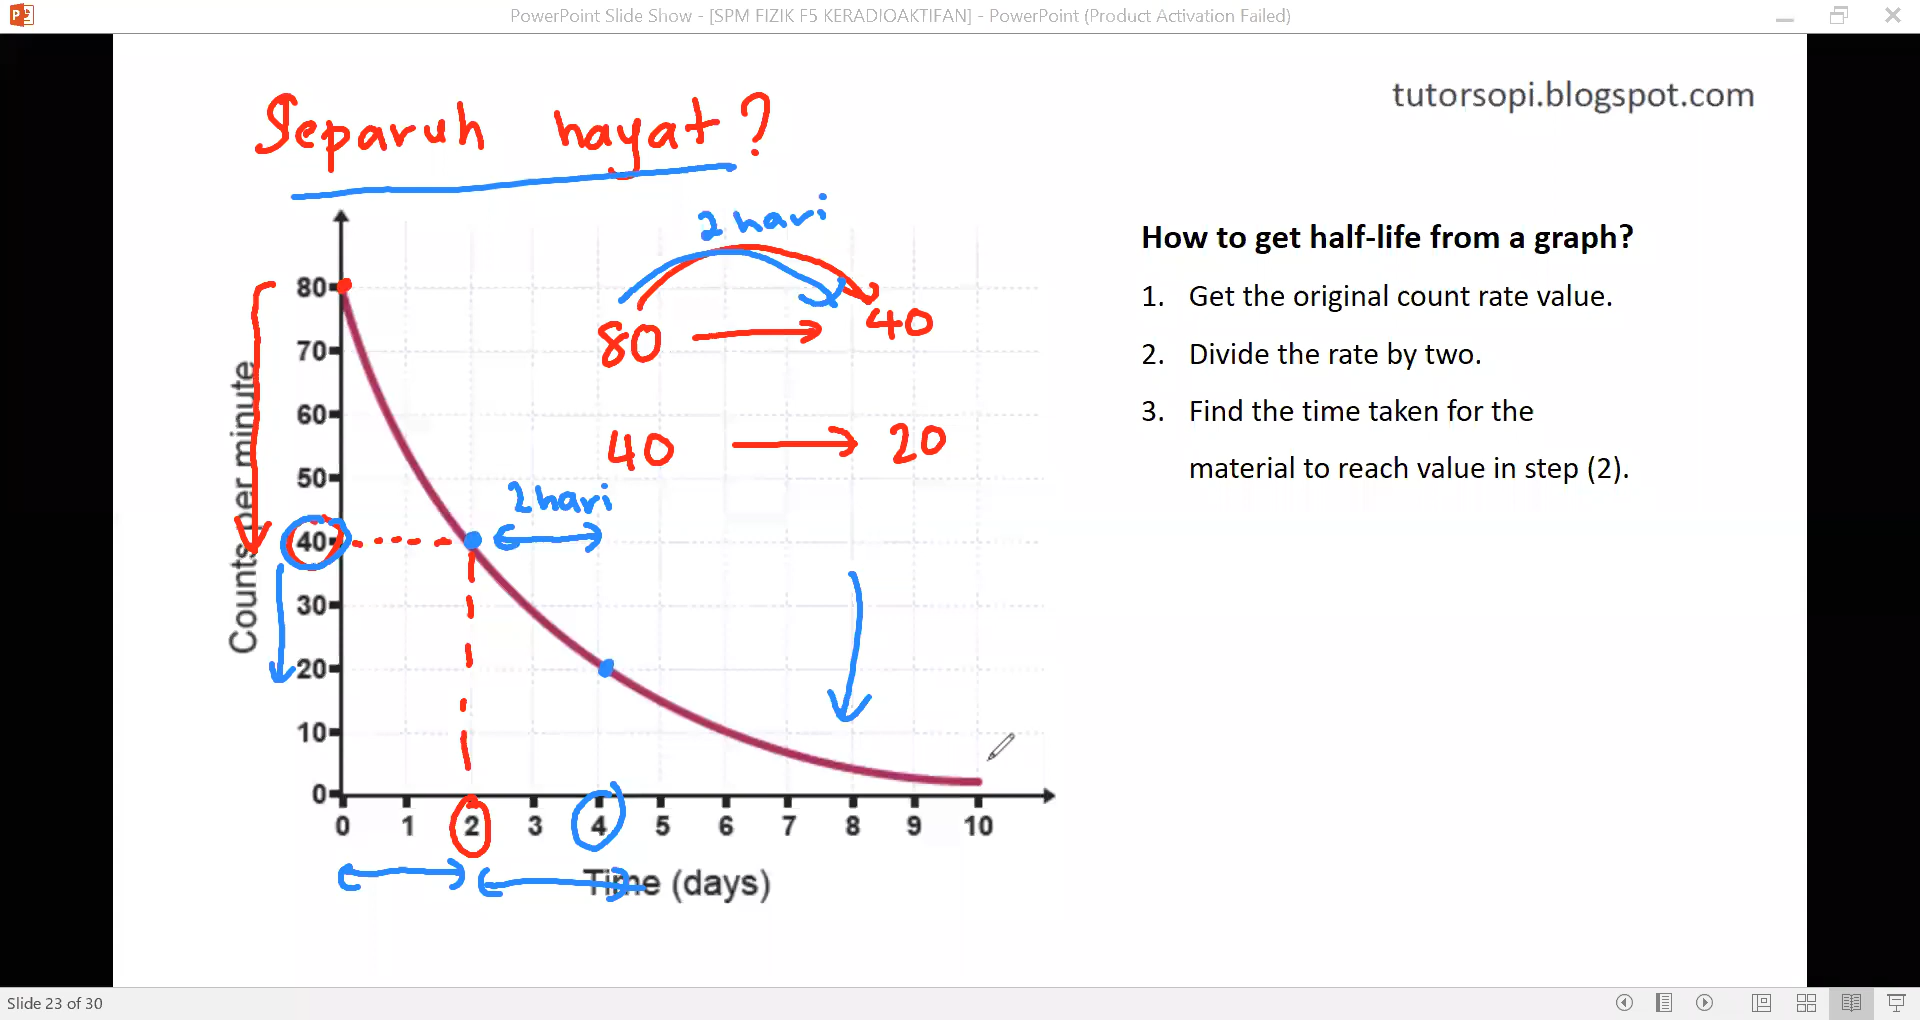 PowerPoint Slide Show - [SPM FIZIK F5 KERADIOAKTIFAN] - PowerPoint (Product Activation Failed)
tutorsopi.blogspot.com
Separuh hayat?
2 hari
80 → 40
40 → 20
2 hari
Counts per minute
80
70
60
50
40
30
20
10
0
0 1 2 3 4 5 6 7 8 9 10
Time (days)
How to get half-life from a graph?
1. Get the original count rate value.
2. Divide the rate by two.
3. Find the time taken for the
material to reach value in step (2).
Slide 23 of 30